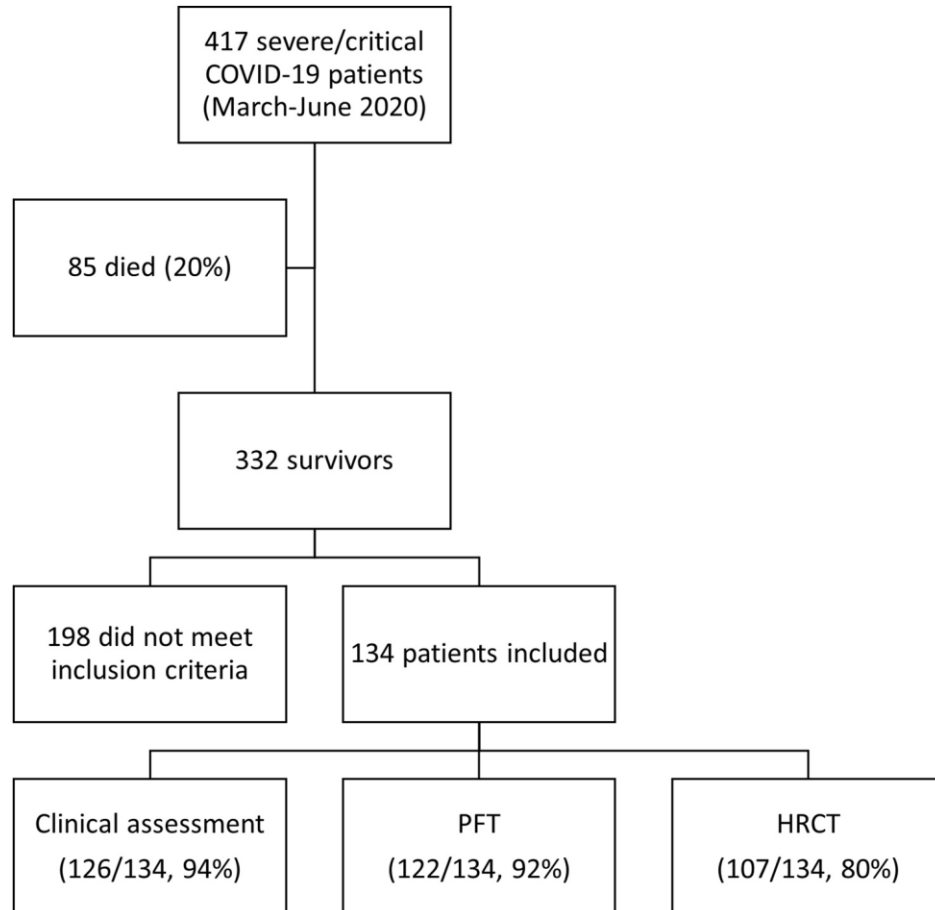 417 severe/critical
COVID-19 patients
(March-June 2020)
85 died (20%)
332 survivors
198 did not meet
inclusion criteria
134 patients included
Clinical assessment
(126/134, 94%)
PFT
(122/134, 92%)
HRCT
(107/134, 80%)